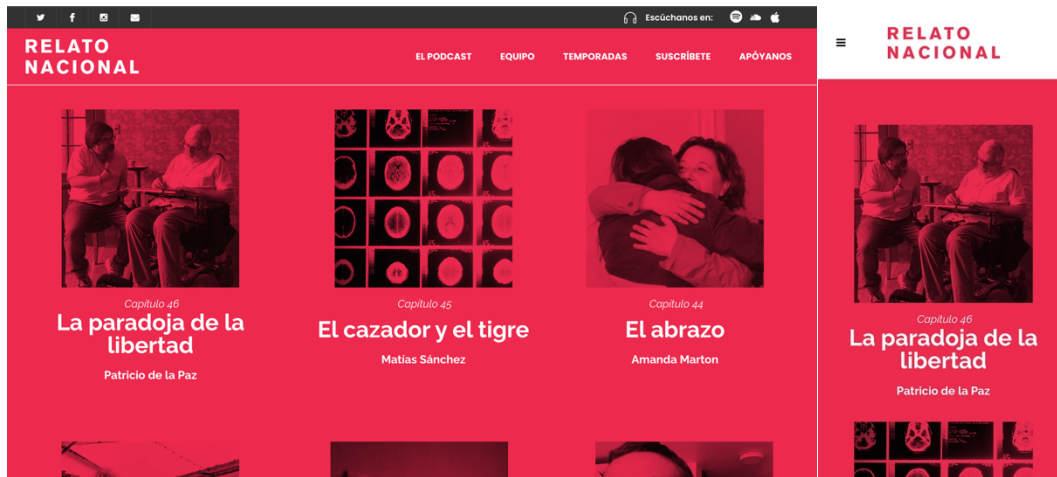 Escúchanos en:
RELATO
NACIONAL
EL PODCAST EQUIPO TEMPORADAS SUSCRÍBETE APÓYANOS
Capítulo 46
La paradoja de la
libertad
Patricio de la Paz
Capítulo 45
El cazador y el tigre
Matías Sánchez
Capítulo 44
El abrazo
Amanda Marton
RELATO
NACIONAL
Capítulo 46
La paradoja de la
libertad
Patricio de la Paz